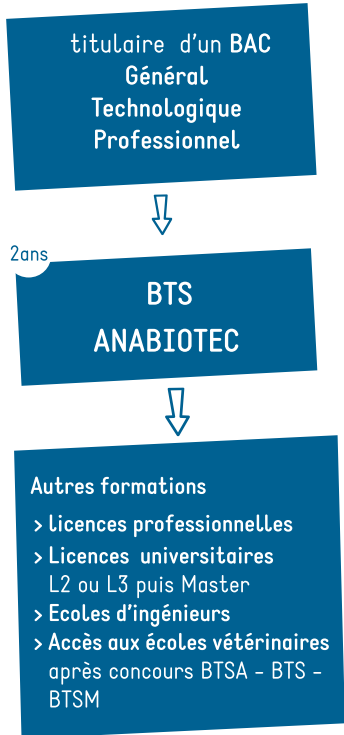 titulaire d'un BAC
Général
Technologique
Professionnel
2ans
BTS
ANABIOTEC
Autres formations
> licences professionnelles
> Licences universitaires
L2 ou L3 puis Master
> Ecoles d'ingénieurs
> Accès aux écoles vétérinaires
après concours BTSA - BTS -
BTSM